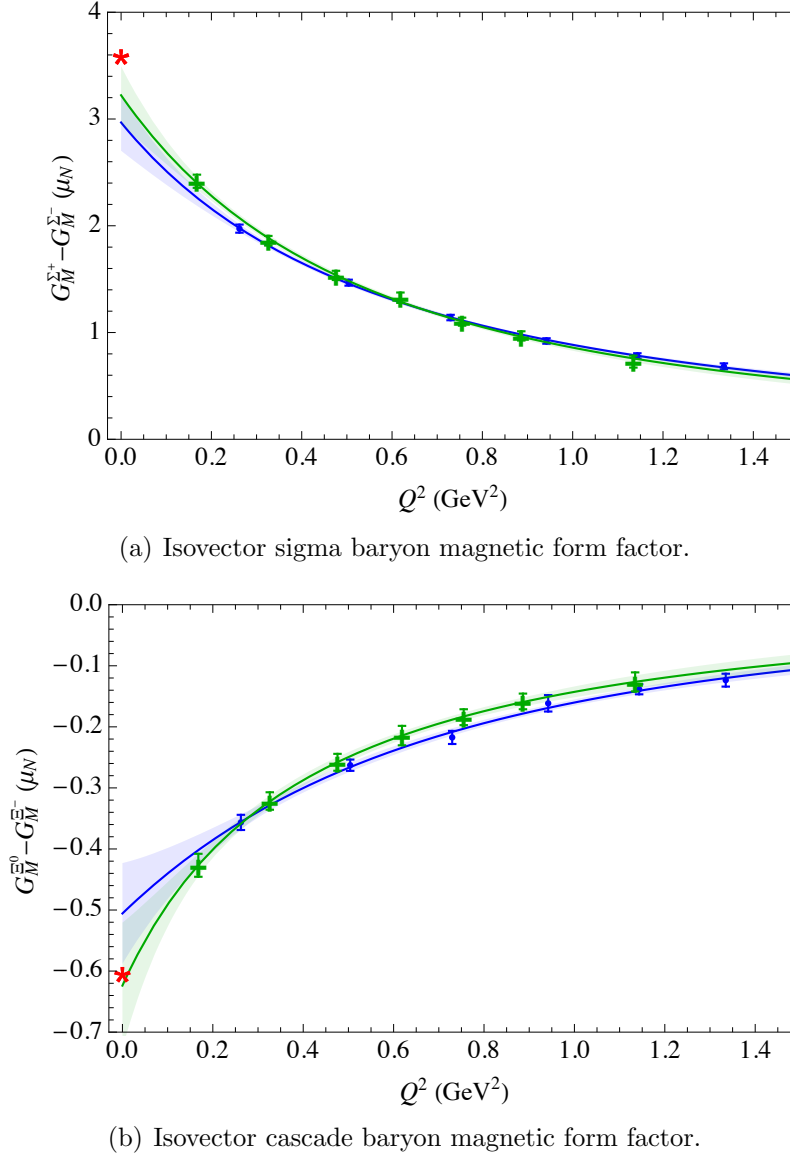 4
3
2
1
0
G_M^{Σ^+} − G_M^{Σ^-} (μ_N)
0.0 0.2 0.4 0.6 0.8 1.0 1.2 1.4
Q^2 (GeV^2)
(a) Isovector sigma baryon magnetic form factor.
0.0
−0.1
−0.2
−0.3
−0.4
−0.5
−0.6
−0.7
G_M^{Ξ^0} − G_M^{Ξ^-} (μ_N)
0.0 0.2 0.4 0.6 0.8 1.0 1.2 1.4
Q^2 (GeV^2)
(b) Isovector cascade baryon magnetic form factor.